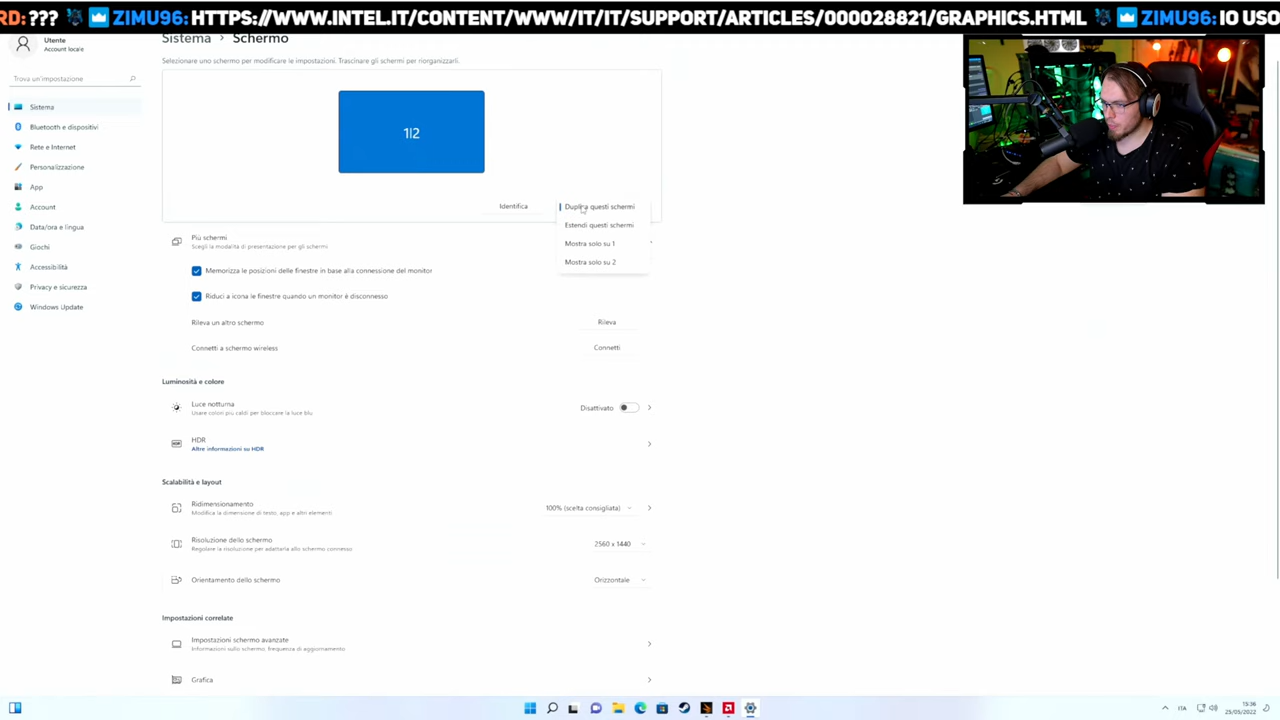 RD: ??? ZIMU96: HTTPS://WWW.INTEL.IT/CONTENT/WWW/IT/IT/SUPPORT/ARTICLES/000028821/GRAPHICS.HTML ZIMU96: IO USO
Utente
Account locale
Sistema > Schermo
Selezionare uno schermo per modificare le impostazioni. Trascinare gli schermi per riorganizzarli.
Trova un'impostazione
Sistema
Bluetooth e dispositivi
Rete e Internet
Personalizzazione
App
Account
Data/ora e lingua
Giochi
Accessibilità
Privacy e sicurezza
Windows Update
1|2
Identifica
Duplica questi schermi
Estendi questi schermi
Mostra solo su 1
Mostra solo su 2
Più schermi
Scegli la modalità di presentazione per gli schermi
Memorizza le posizioni delle finestre in base alla connessione del monitor
Riduci a icona le finestre quando un monitor è disconnesso
Rileva un altro schermo
Rileva
Connetti a schermo wireless
Connetti
Luminosità e colore
Luce notturna
Usare colori più caldi per bloccare la luce blu
Disattivato
HDR
HDR
Altre informazioni su HDR
Scalabilità e layout
Ridimensionamento
Modifica la dimensione di testo, app e altri elementi
100% (scelta consigliata)
Risoluzione dello schermo
Regolare la risoluzione per adattarla allo schermo connesso
2560 x 1440
Orientamento dello schermo
Orizzontale
Impostazioni correlate
Impostazioni schermo avanzate
Informazioni sullo schermo, frequenza di aggiornamento
Grafica
ITA
15:36
25/05/2022